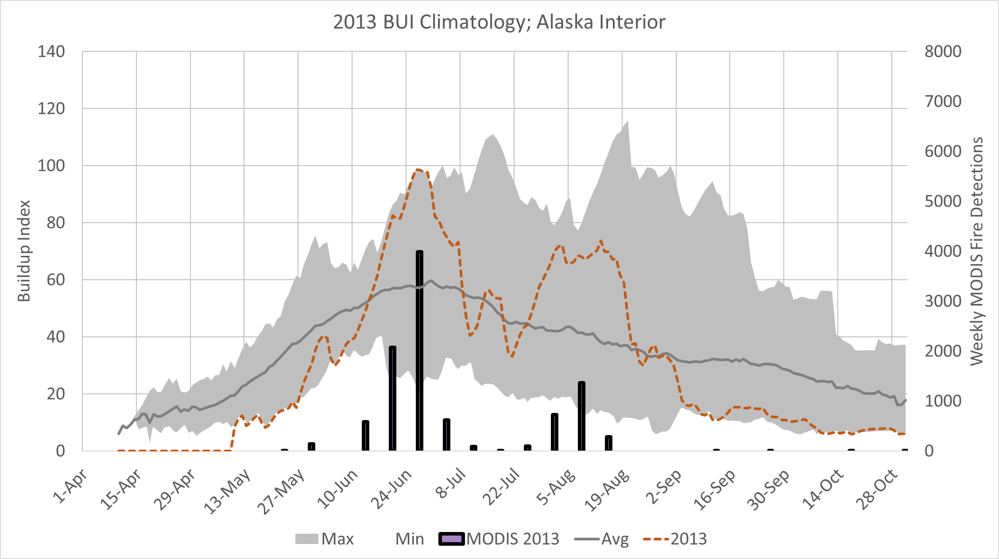 2013 BUI Climatology; Alaska Interior
140
120
100
80
60
40
20
0
Buildup Index
8000
7000
6000
5000
4000
3000
2000
1000
0
Weekly MODIS Fire Detections
1-Apr
15-Apr
29-Apr
13-May
27-May
10-Jun
24-Jun
8-Jul
22-Jul
5-Aug
19-Aug
2-Sep
16-Sep
30-Sep
14-Oct
28-Oct
Max Min MODIS 2013 Avg 2013